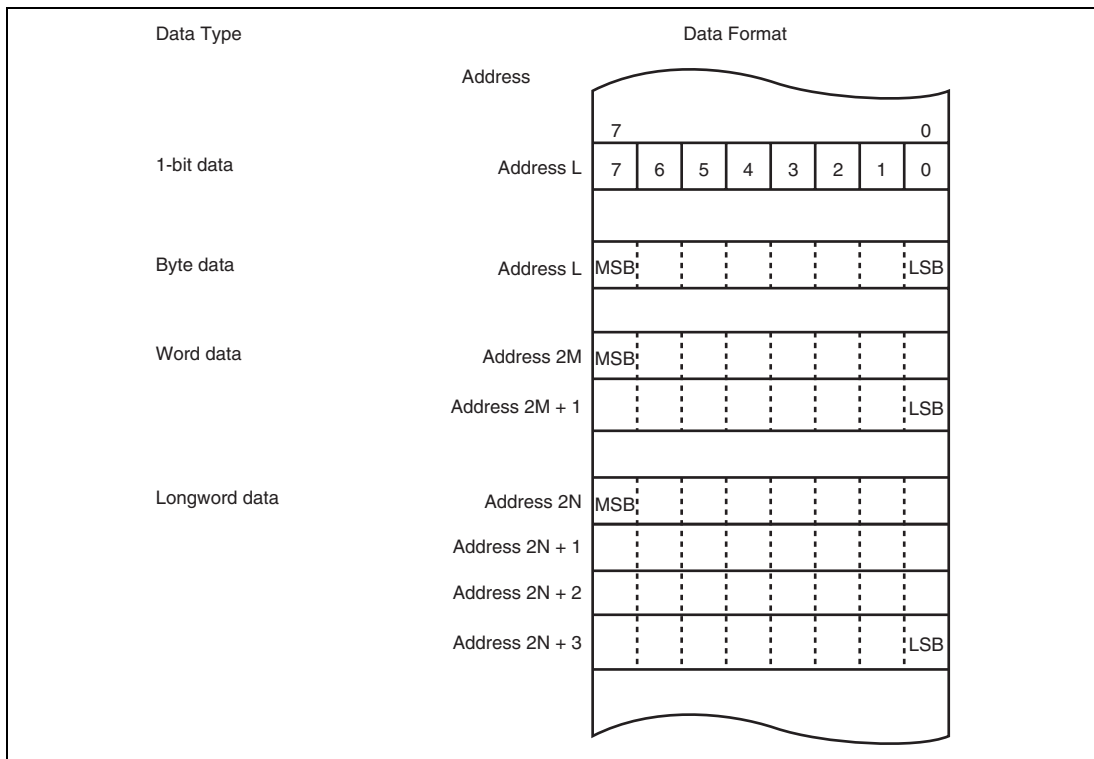 Data Type Data Format
Address
7 0
1-bit data Address L 7 6 5 4 3 2 1 0
Byte data Address L MSB LSB
Word data Address 2M MSB
Address 2M + 1 LSB
Longword data Address 2N MSB
Address 2N + 1
Address 2N + 2
Address 2N + 3 LSB